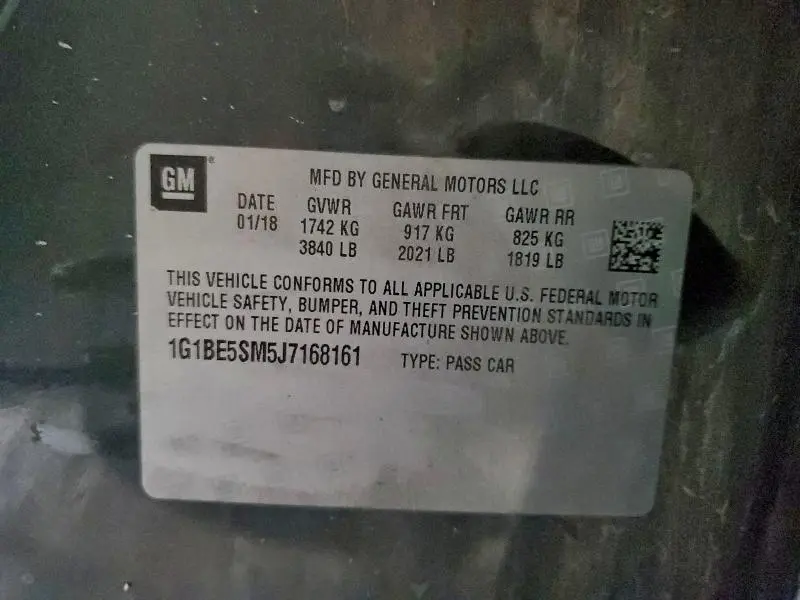 GM
MFD BY GENERAL MOTORS LLC
DATE GVWR GAWR FRT GAWR RR
01/18 1742 KG 917 KG 825 KG
3840 LB 2021 LB 1819 LB
THIS VEHICLE CONFORMS TO ALL APPLICABLE U.S. FEDERAL MOTOR
VEHICLE SAFETY, BUMPER, AND THEFT PREVENTION STANDARDS IN
EFFECT ON THE DATE OF MANUFACTURE SHOWN ABOVE.
1G1BE5SM5J7168161 TYPE: PASS CAR